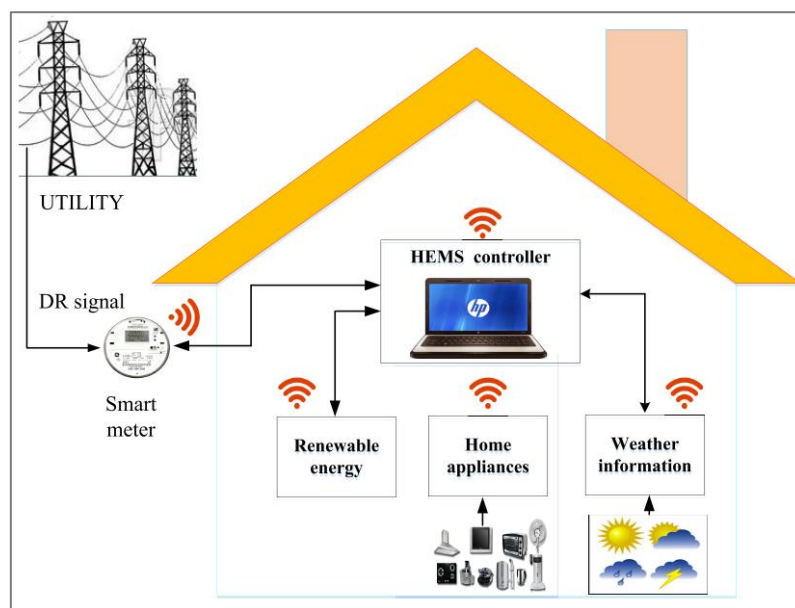 UTILITY
DR signal
Smart
meter
HEMS controller
hp
Renewable
energy
Home
appliances
Weather
information